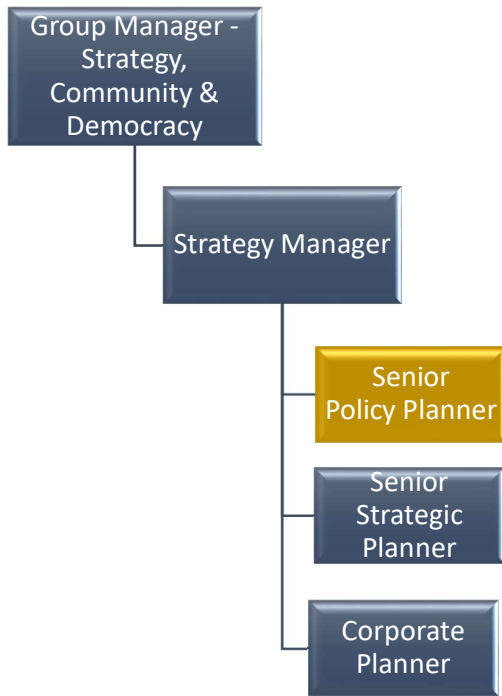 Group Manager -
Strategy,
Community &
Democracy
Strategy Manager
Senior
Policy Planner
Senior
Strategic
Planner
Corporate
Planner